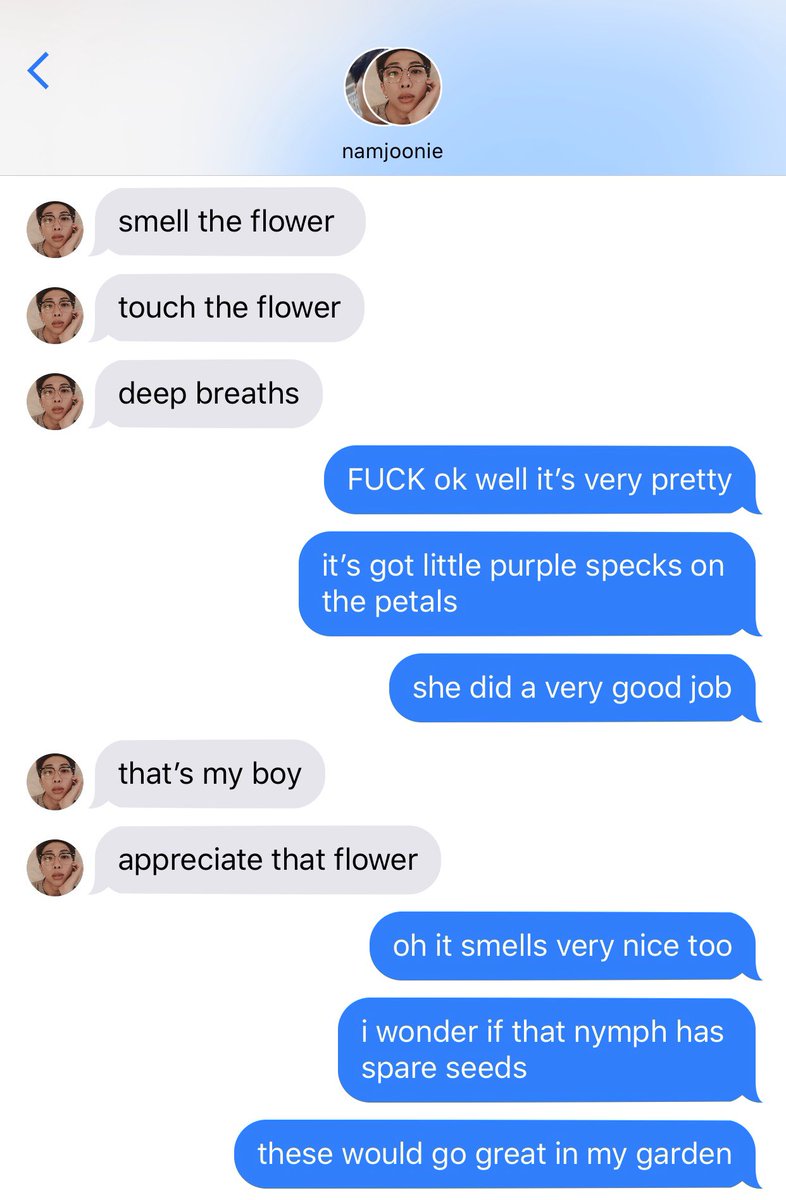 namjoonie
smell the flower
touch the flower
deep breaths
FUCK ok well it’s very pretty
it’s got little purple specks on
the petals
she did a very good job
that’s my boy
appreciate that flower
oh it smells very nice too
i wonder if that nymph has
spare seeds
these would go great in my garden